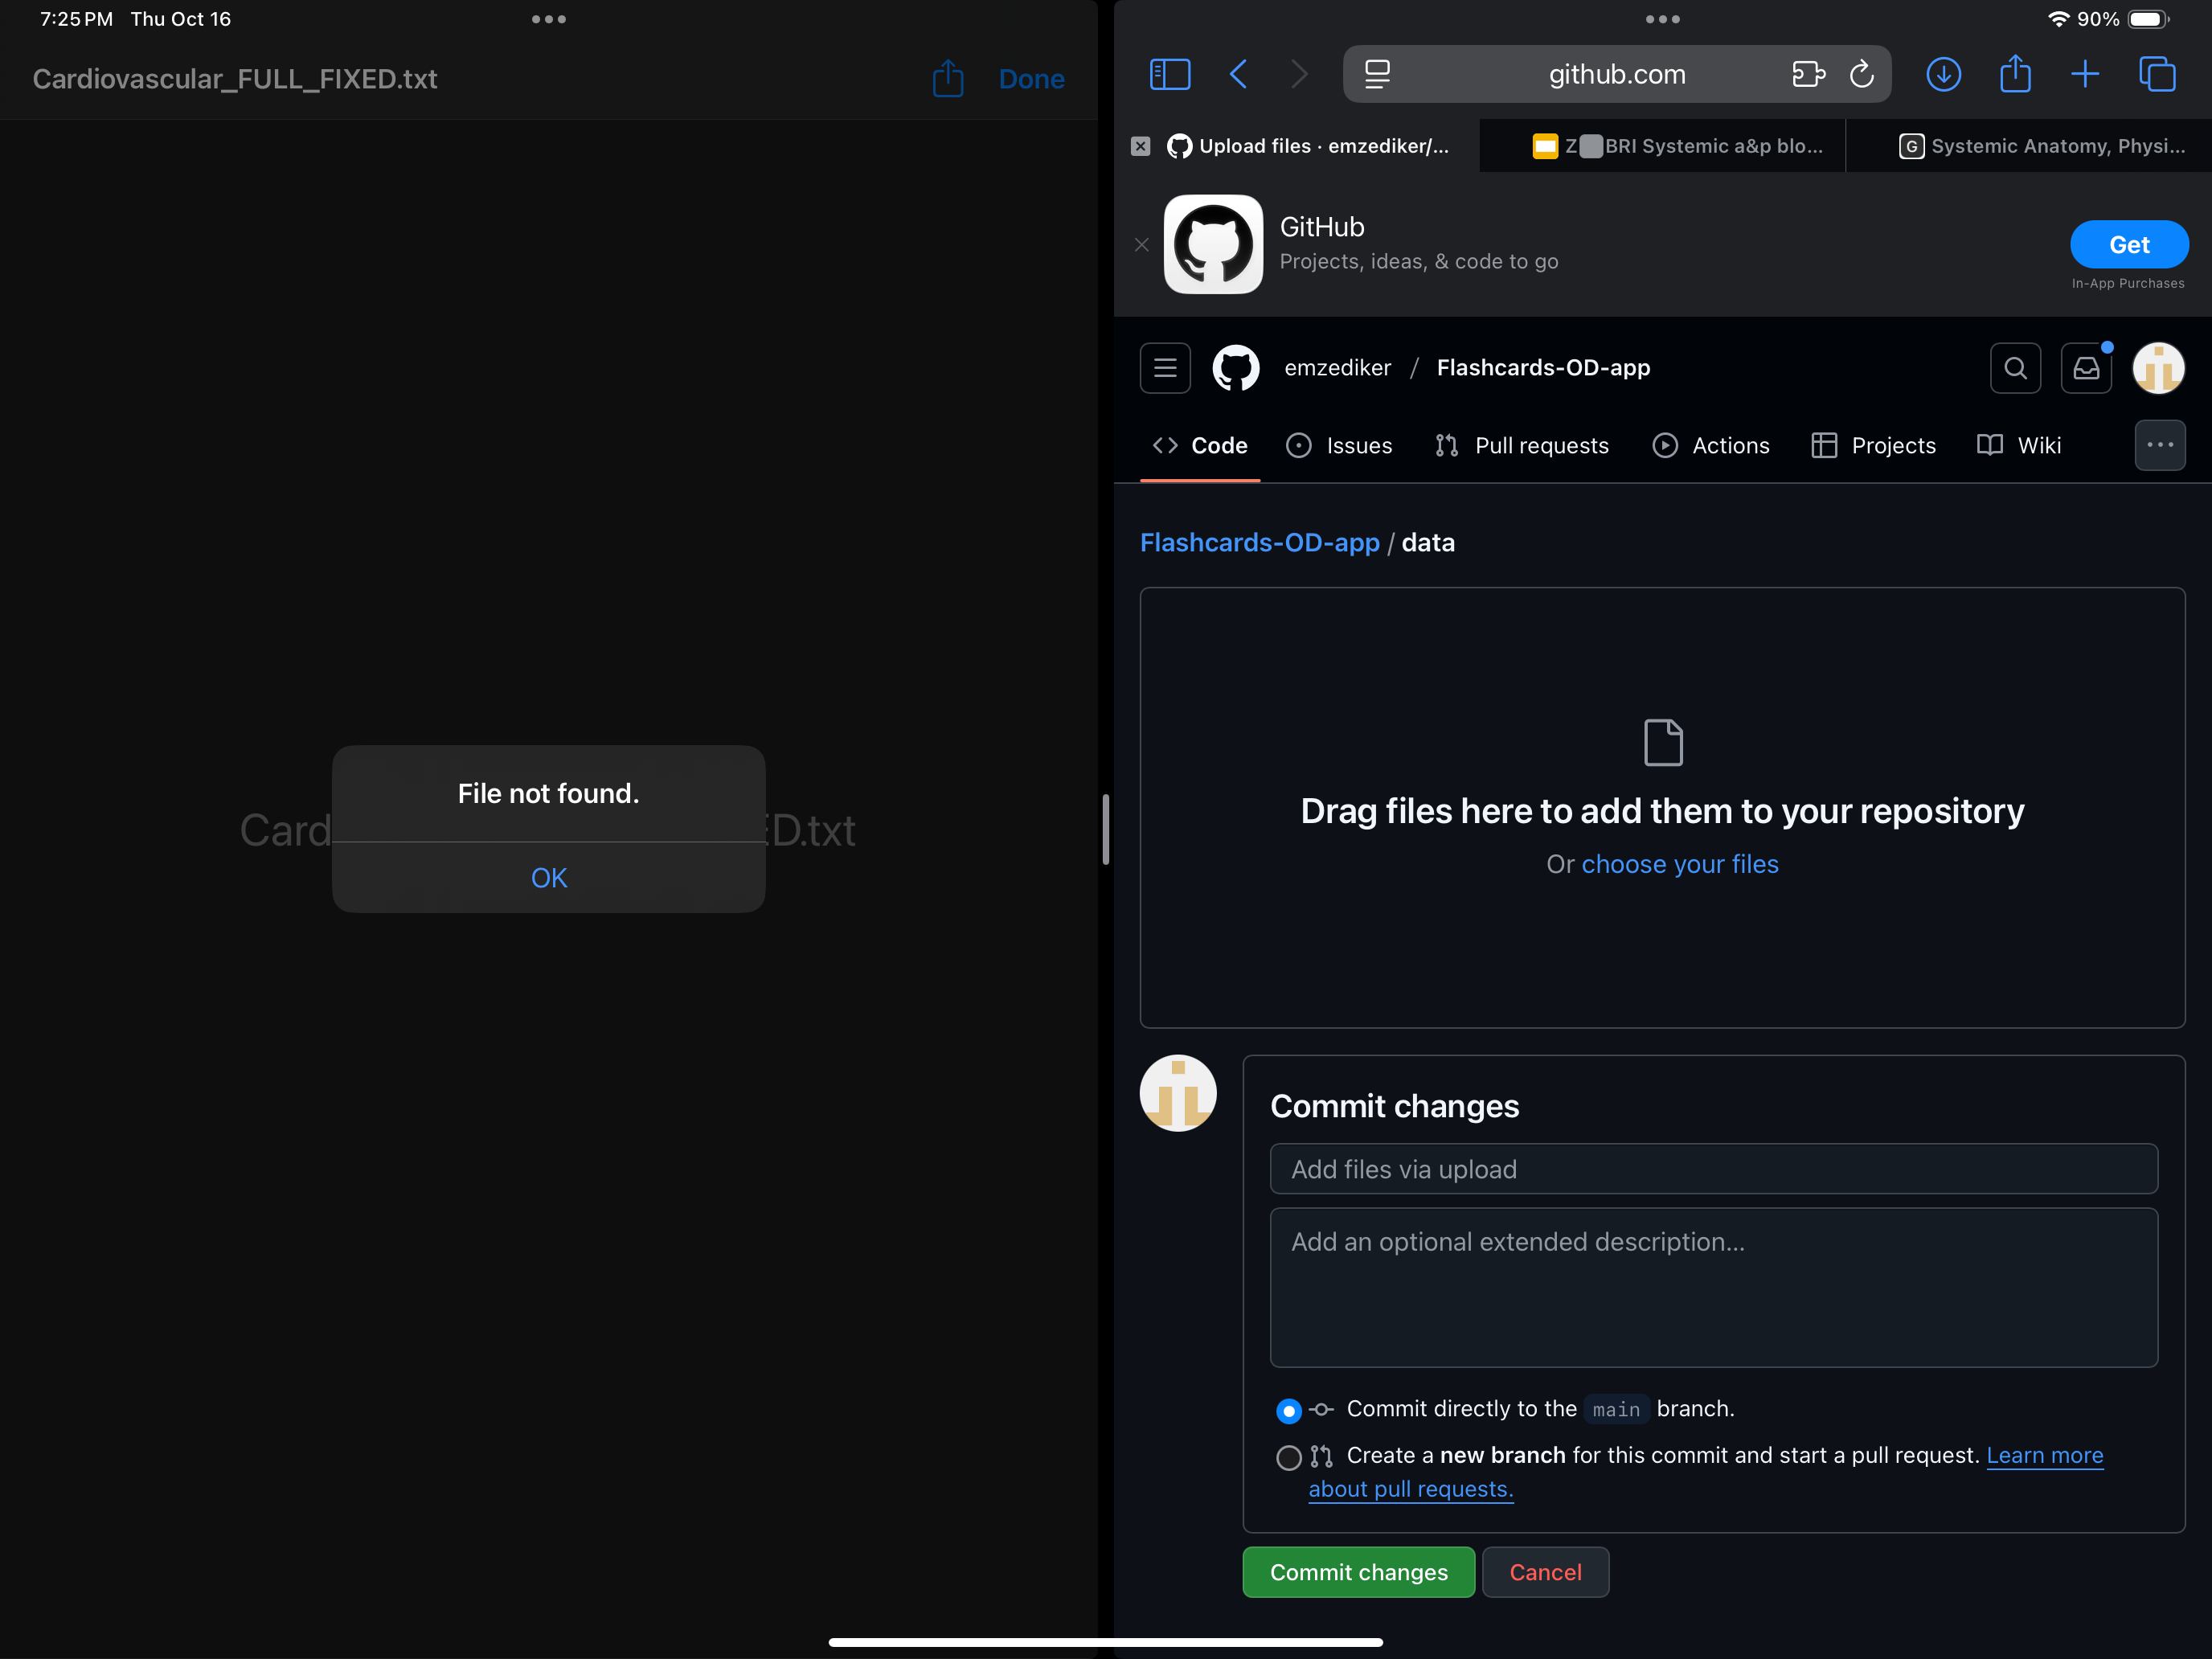 7:25 PM Thu Oct 16
Cardiovascular_FULL_FIXED.txt
Done
File not found.
OK
D.txt
Card
90%
github.com
Upload files · emzediker/...
BRI Systemic a&p blo...
G
Systemic Anatomy, Physi...
GitHub
Projects, ideas, & code to go
Get
In-App Purchases
emzediker / Flashcards-OD-app
Code
Issues
Pull requests
Actions
Projects
Wiki
Flashcards-OD-app / data
Drag files here to add them to your repository
Or choose your files
Commit changes
Add files via upload
Add an optional extended description...
Commit directly to the main branch.
Create a new branch for this commit and start a pull request. Learn more
about pull requests.
Commit changes
Cancel